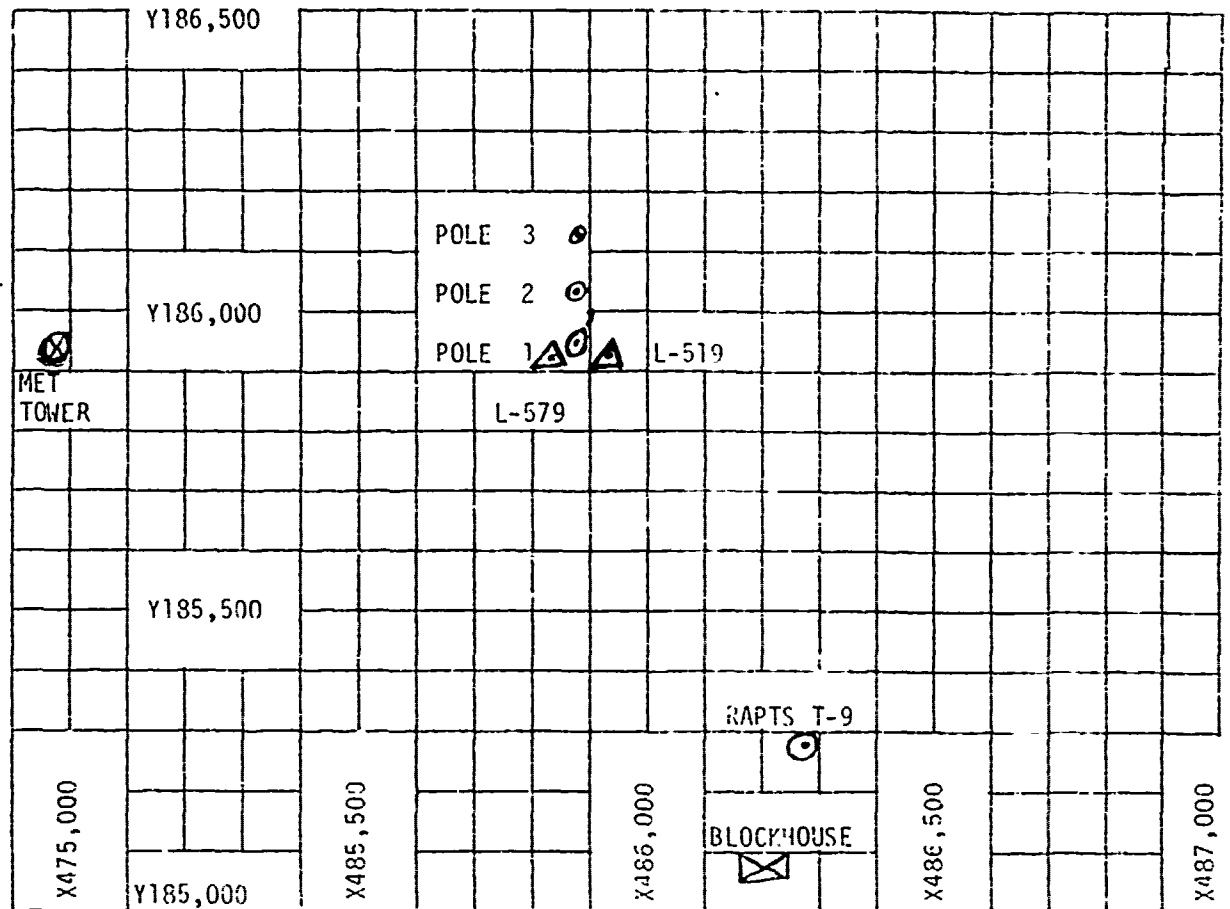 Y186,500
POLE 3
POLE 2
Y186,000
POLE 1
L-519
MET
TOWER
L-579
Y185,500
RAPTS T-9
X475,000
X485,500
X486,000
BLOCKHOUSE
X486,500
X487,000
Y185,000